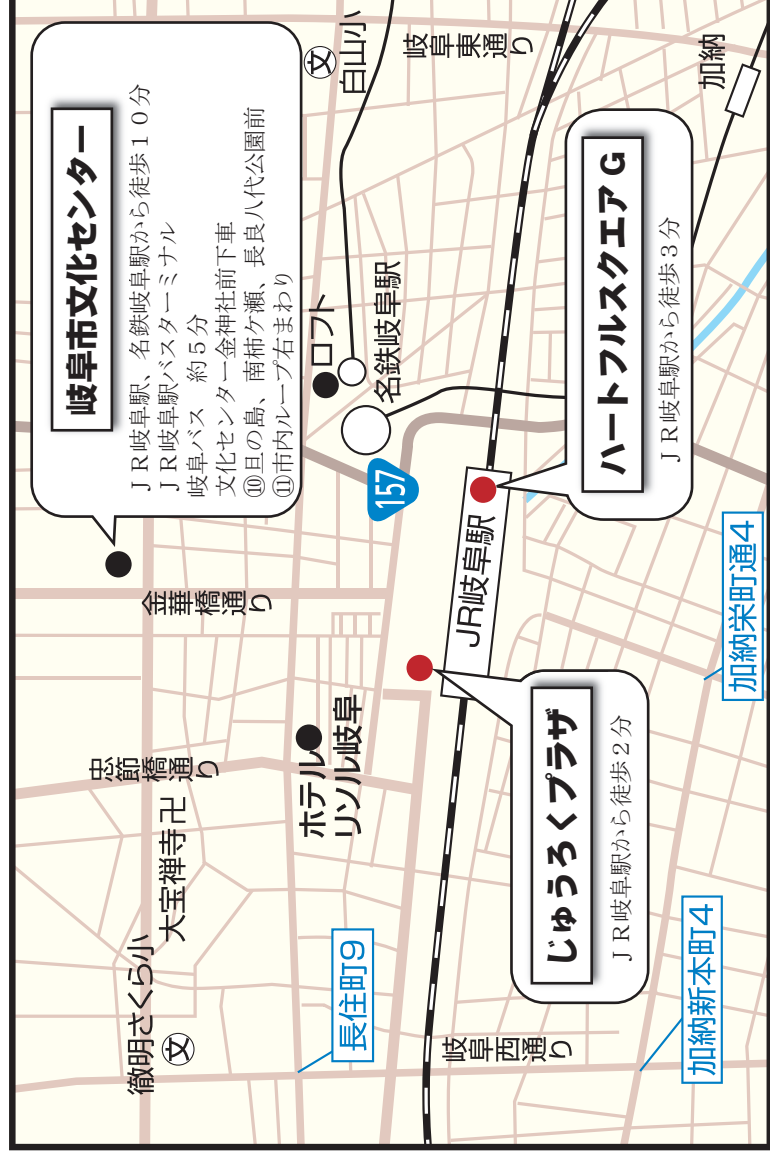 岐阜市文化センター
ＪＲ岐阜駅、名鉄岐阜駅から徒歩１０分
ＪＲ岐阜駅バスターミナル
岐阜バス　約５分
文化センター金神社前下車
⑩日の島、南柿ケ瀬、長良八代公園前
⑪市内ループ右まわり
文
白山小
岐阜東通り
加納
ロフト
名鉄岐阜駅
157
金華橋通り
JR岐阜駅
ハートフルスクエアG
ＪＲ岐阜駅から徒歩３分
忠節橋通り
大宝禅寺
卍
ホテル
リソル岐阜
じゅうろくプラザ
ＪＲ岐阜駅から徒歩２分
加納栄町通4
徹明さくら小
文
長住町9
岐阜西通り
加納新本町4